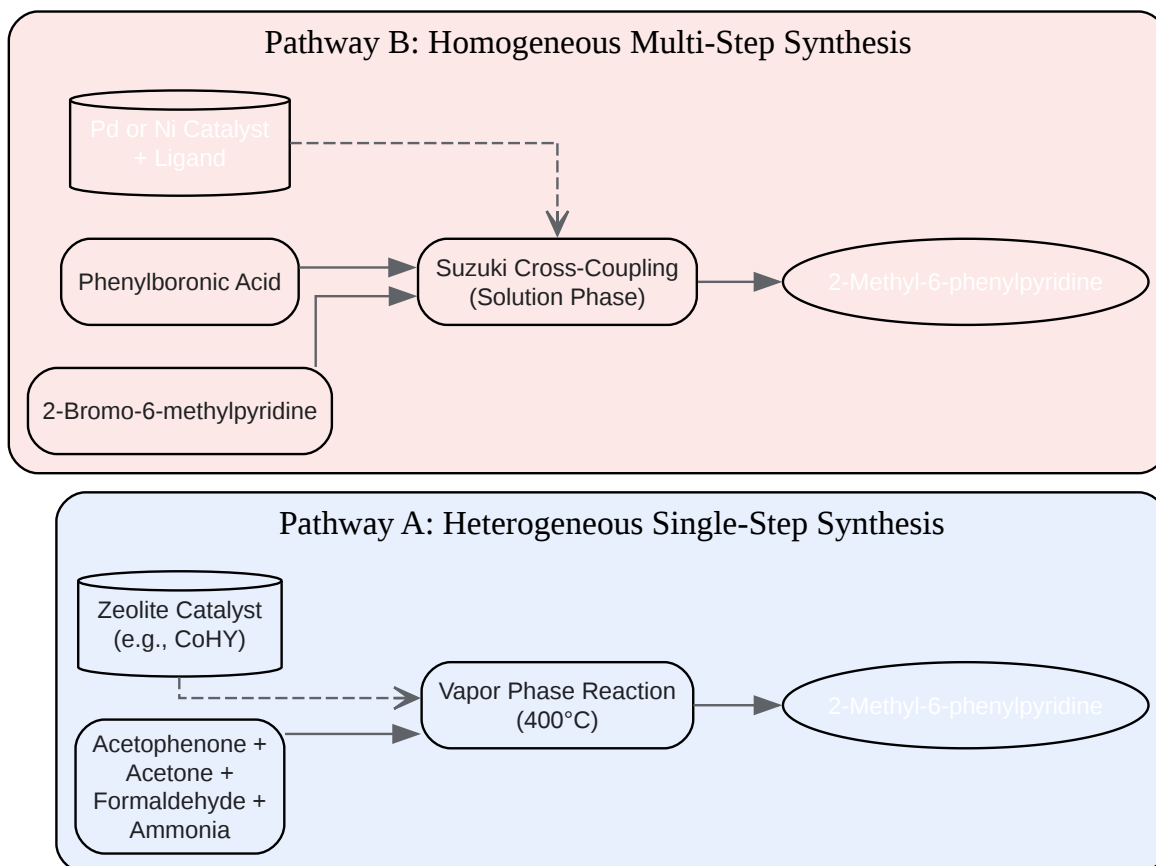 Pathway B: Homogeneous Multi-Step Synthesis
Pd or Ni Catalyst
+ Ligand
Phenylboronic Acid
Suzuki Cross-Coupling
(Solution Phase)
2-Methyl-6-phenylpyridine
2-Bromo-6-methylpyridine
Pathway A: Heterogeneous Single-Step Synthesis
Zeolite Catalyst
(e.g., CoHY)
Vapor Phase Reaction
(400°C)
2-Methyl-6-phenylpyridine
Acetophenone +
Acetone +
Formaldehyde +
Ammonia